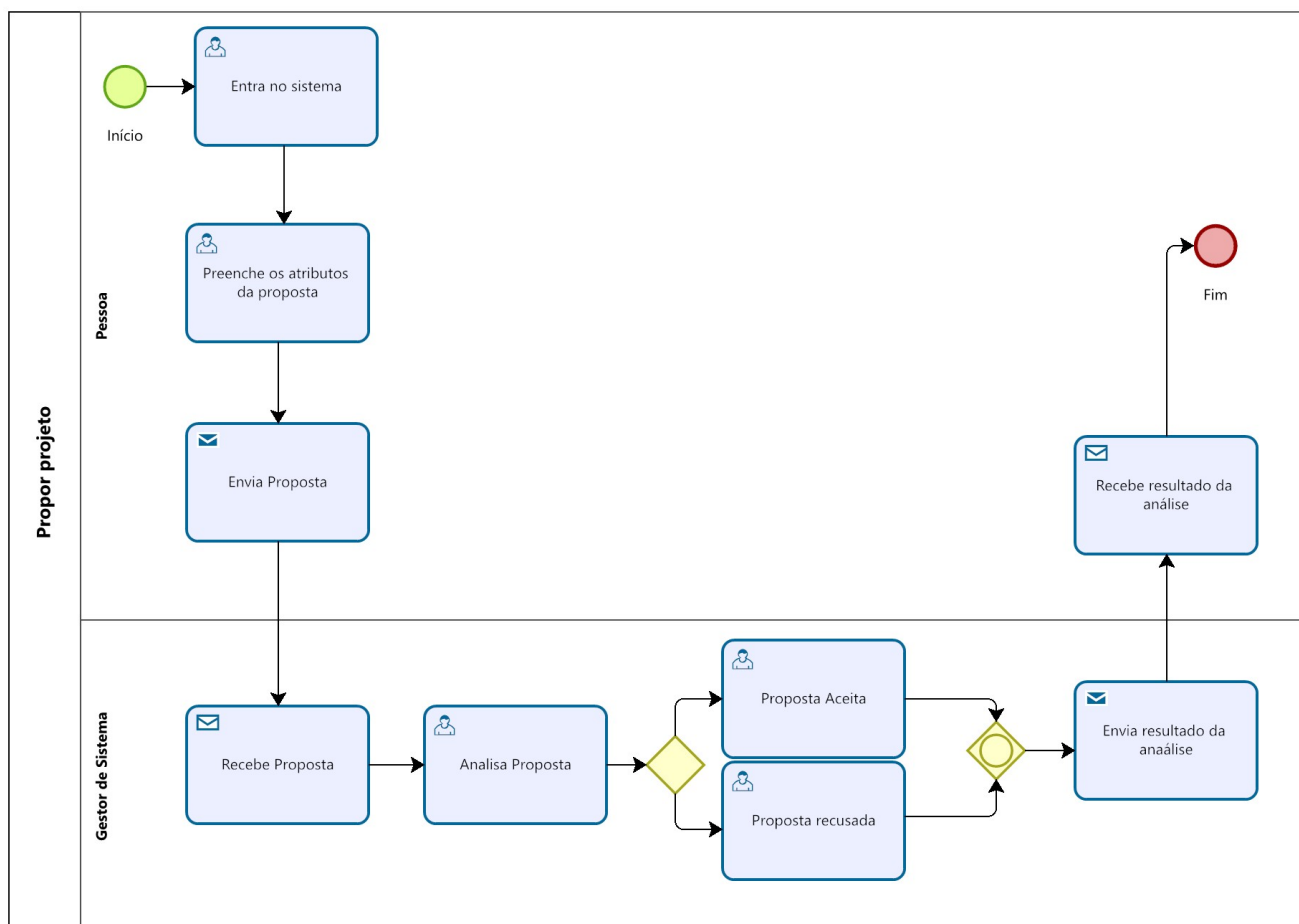 Propor projeto
Pessoa
Início
Entra no sistema
Preenche os atributos
da proposta
Envia Proposta
Fim
Recebe resultado da
análise
Gestor de Sistema
Recebe Proposta
Analisa Proposta
Proposta Aceita
Proposta recusada
Envia resultado da
anaálise